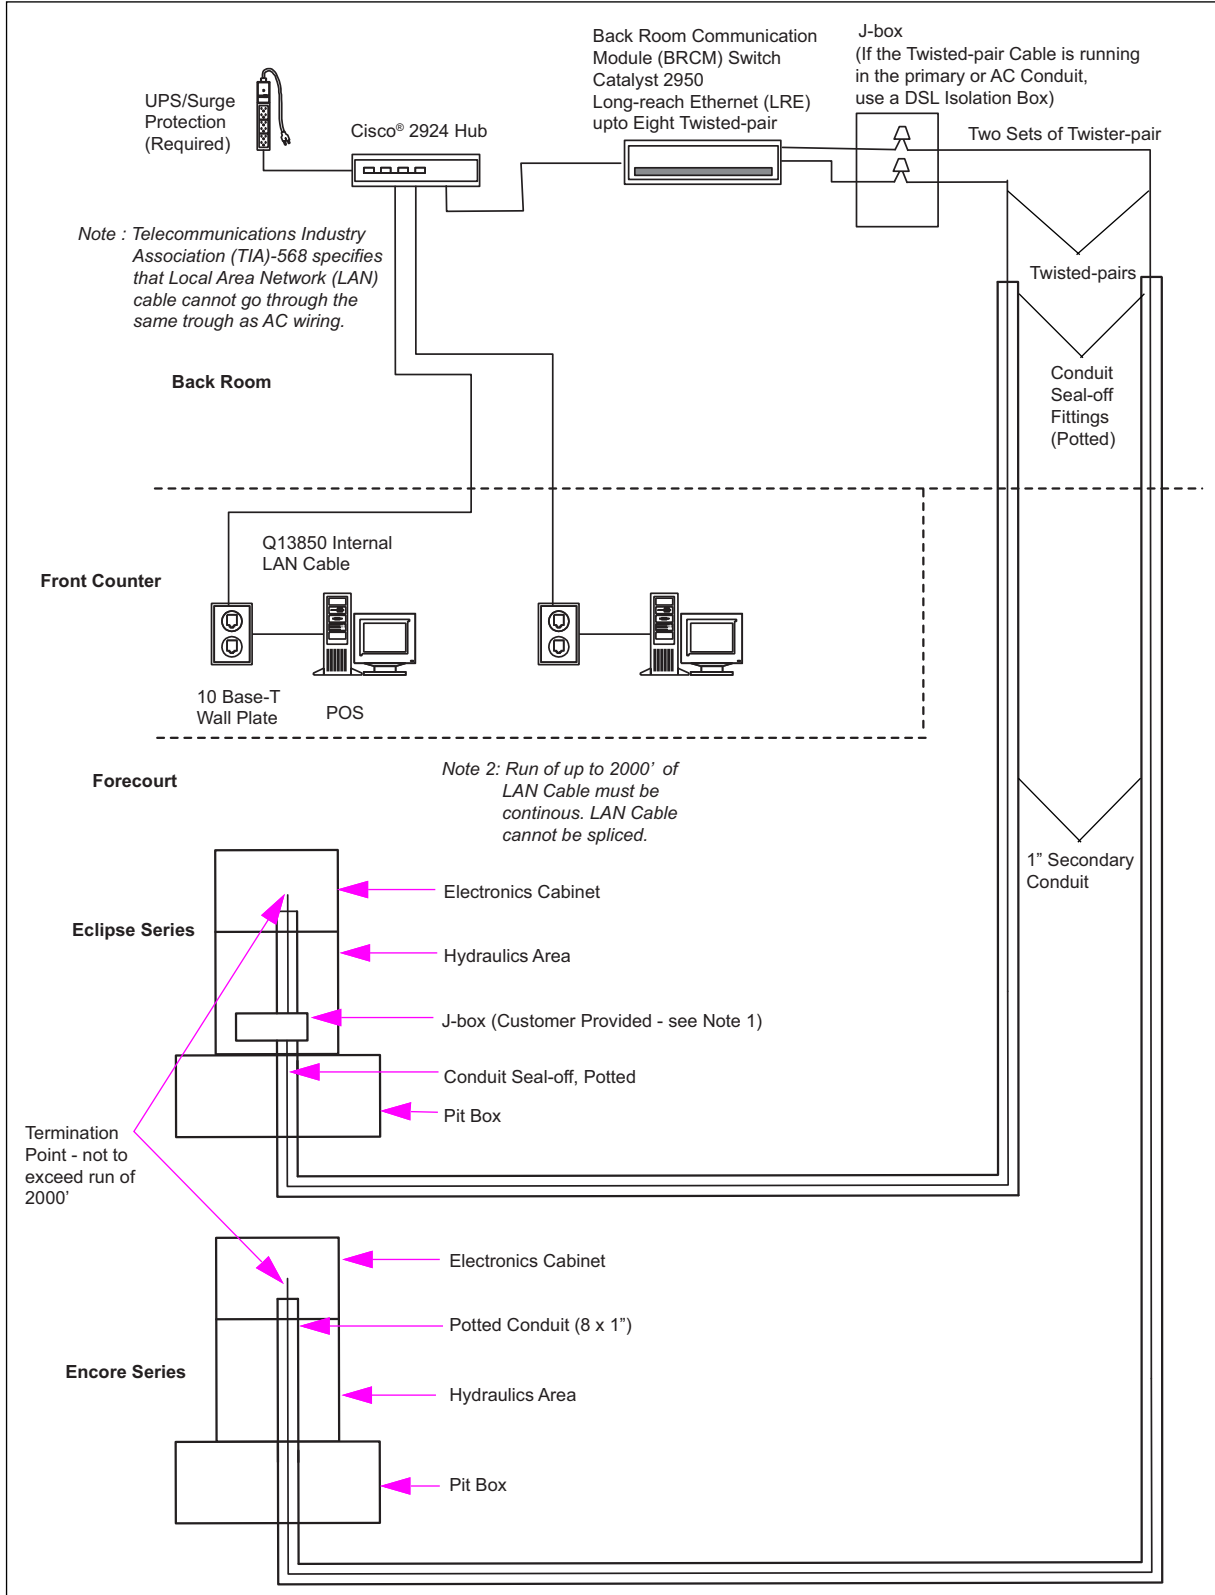 Back Room Communication
Module (BRCM) Switch
Catalyst 2950
Long-reach Ethernet (LRE)
upto Eight Twisted-pair
J-box
(If the Twisted-pair Cable is running
in the primary or AC Conduit,
use a DSL Isolation Box)
UPS/Surge
Protection
(Required)
Cisco® 2924 Hub
Two Sets of Twister-pair
Note : Telecommunications Industry
Association (TIA)-568 specifies
that Local Area Network (LAN)
cable cannot go through the
same trough as AC wiring.
Twisted-pairs
Back Room
Conduit
Seal-off
Fittings
(Potted)
Q13850 Internal
LAN Cable
Front Counter
10 Base-T
Wall Plate
POS
Forecourt
Note 2: Run of up to 2000’ of
LAN Cable must be
continous. LAN Cable
cannot be spliced.
1” Secondary
Conduit
Electronics Cabinet
Eclipse Series
Hydraulics Area
J-box (Customer Provided - see Note 1)
Conduit Seal-off, Potted
Pit Box
Termination
Point - not to
exceed run of
2000’
Electronics Cabinet
Potted Conduit (8 x 1”)
Encore Series
Hydraulics Area
Pit Box